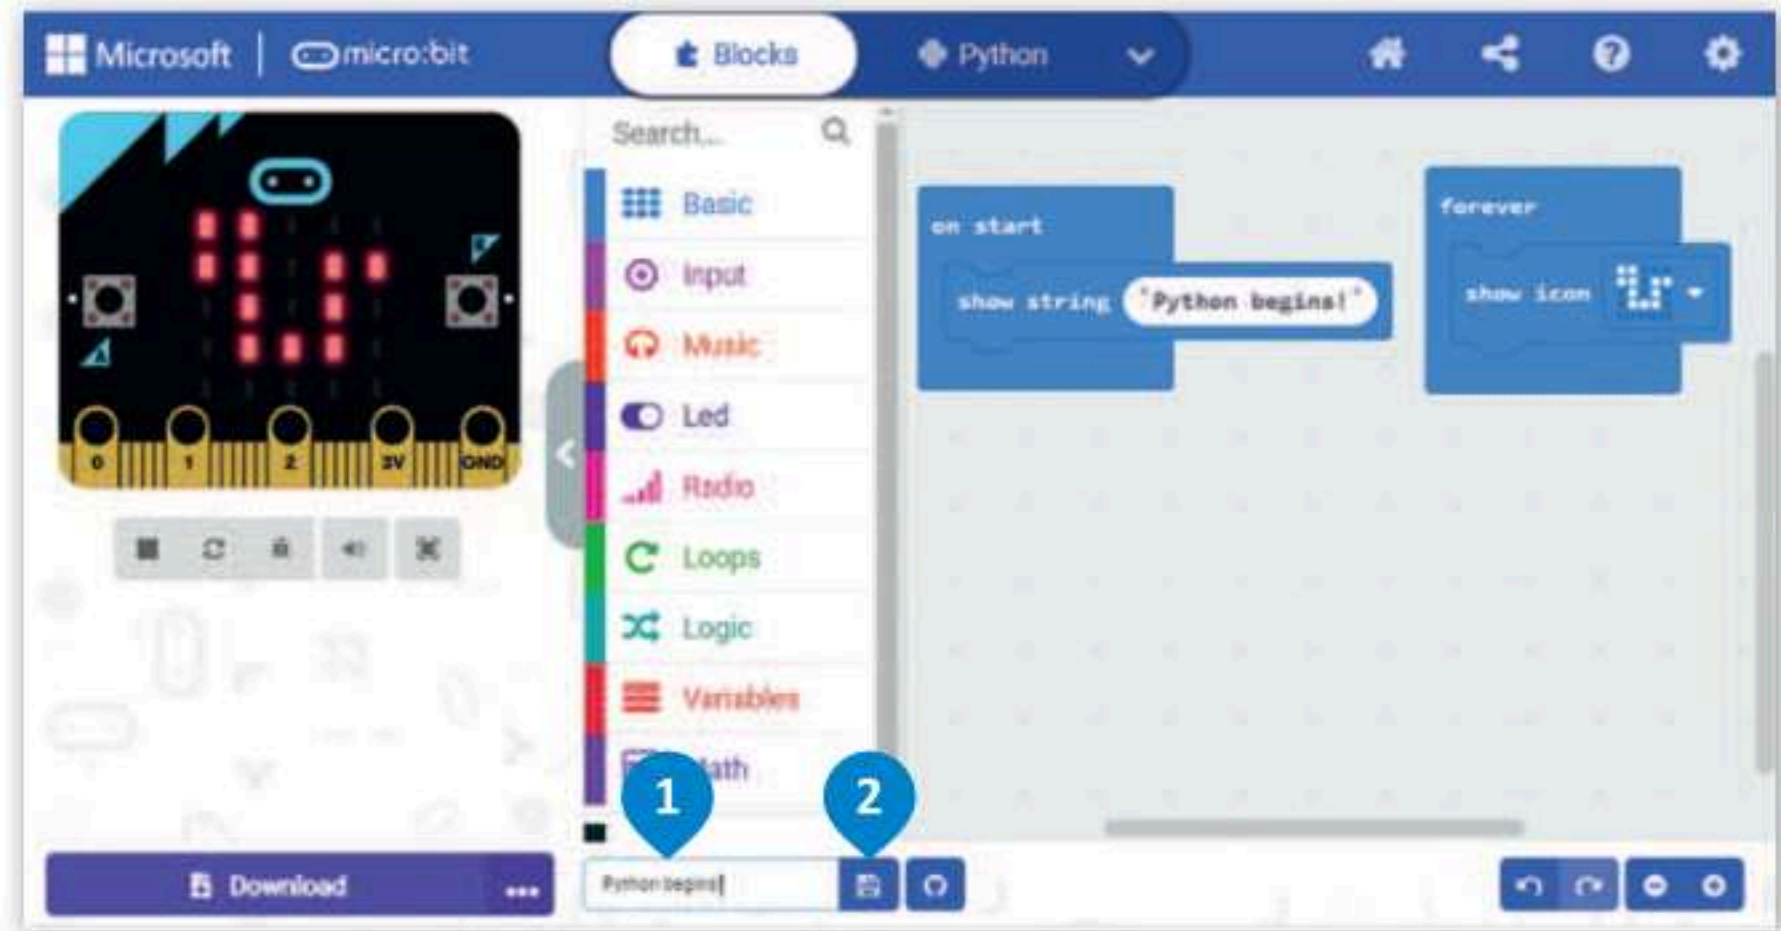 Microsoft | micro:bit
Blocks
Python
Search...
Basic
Input
Music
Led
Radio
Loops
Logic
Variables
ath
on start
show string "Python begins!"
forever
show icon
A
B
0 1 2 3V GND
1
2
Download ...
Python begins